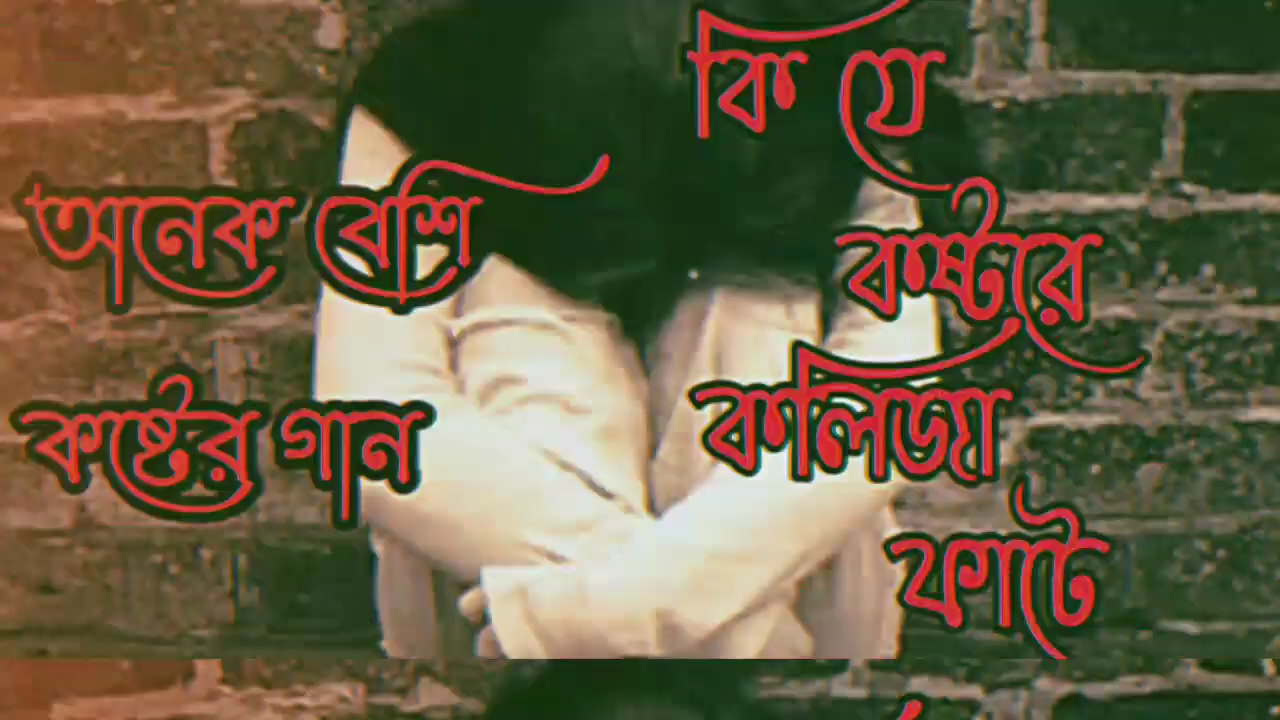 অনেক বেশি
কষ্টের গান
কি যে
কষ্টরে
কলিজা
ফাটে